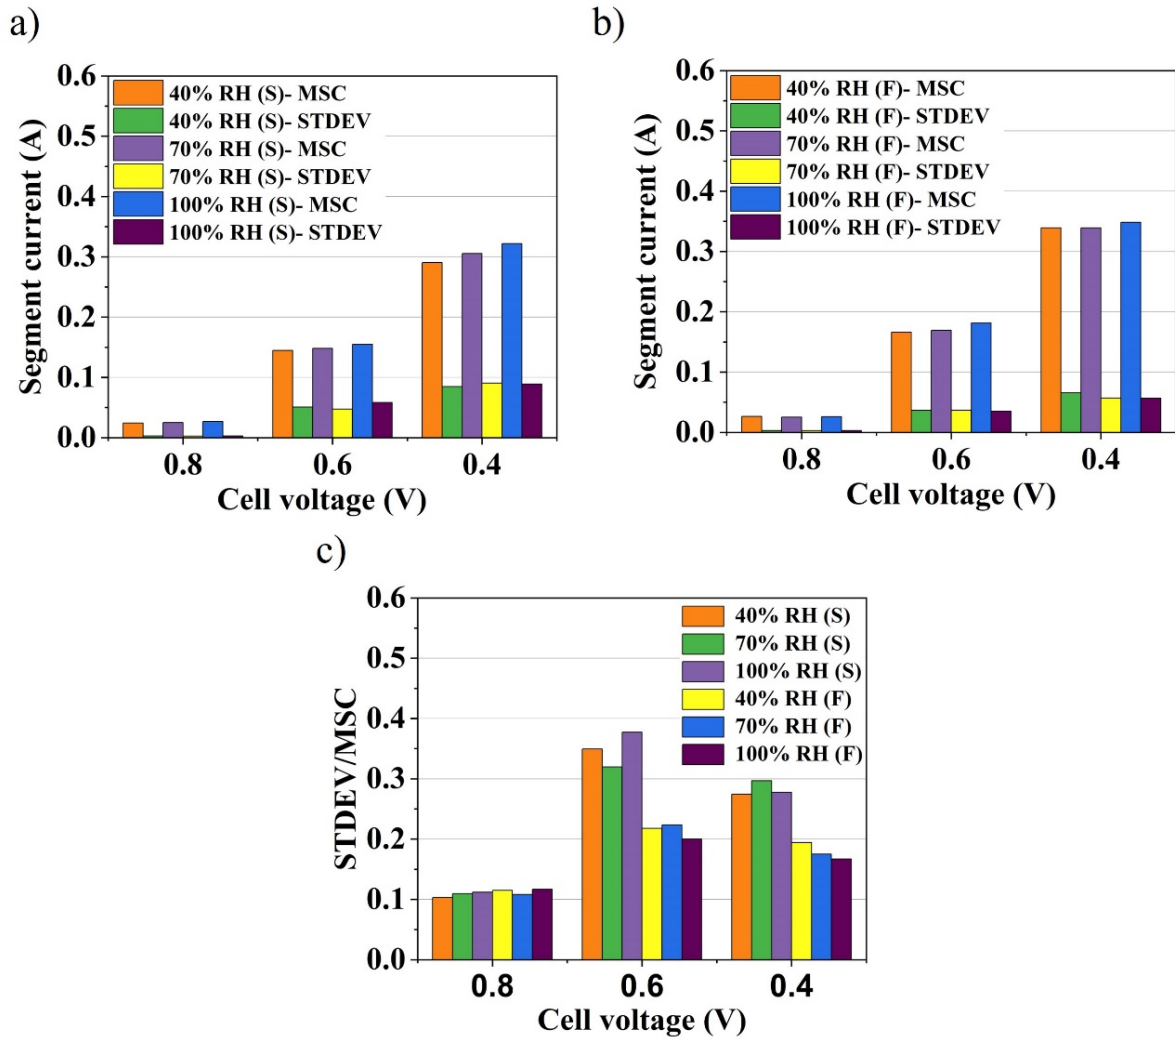 a)
0.6
0.5
0.4
0.3
0.2
0.1
0.0
Segment current (A)
40% RH (S)- MSC
40% RH (S)- STDEV
70% RH (S)- MSC
70% RH (S)- STDEV
100% RH (S)- MSC
100% RH (S)- STDEV
0.8 0.6 0.4
Cell voltage (V)
b)
0.6
0.5
0.4
0.3
0.2
0.1
0.0
Segment current (A)
40% RH (F)- MSC
40% RH (F)- STDEV
70% RH (F)- MSC
70% RH (F)- STDEV
100% RH (F)- MSC
100% RH (F)- STDEV
0.8 0.6 0.4
Cell voltage (V)
c)
0.6
0.5
0.4
0.3
0.2
0.1
0.0
STDEV/MSC
40% RH (S)
70% RH (S)
100% RH (S)
40% RH (F)
70% RH (F)
100% RH (F)
0.8 0.6 0.4
Cell voltage (V)